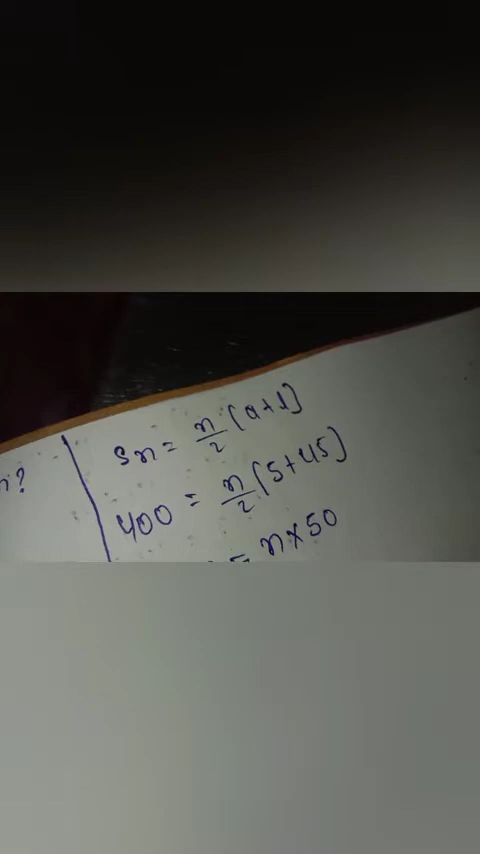 n?
Sn = n/2 (a+l)
400 = n/2 (5+45)
= n×50